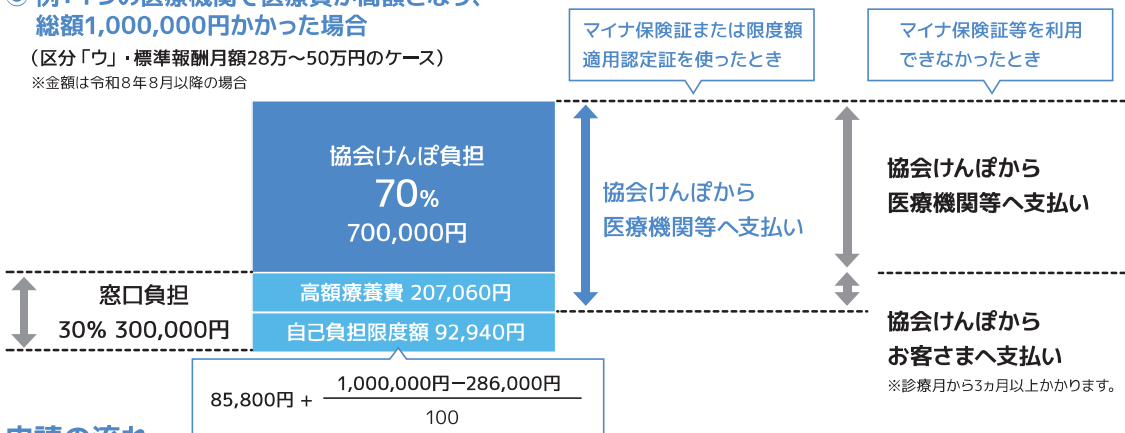 総額1,000,000円かかった場合
（区分「ウ」・標準報酬月額28万〜50万円のケース）
※金額は令和8年8月以降の場合
マイナ保険証または限度額
適用認定証を使ったとき
マイナ保険証等を利用
できなかったとき
協会けんぽ負担
70%
700,000円
協会けんぽから
医療機関等へ支払い
協会けんぽから
医療機関等へ支払い
窓口負担
30% 300,000円
高額療養費 207,060円
自己負担限度額 92,940円
協会けんぽから
お客さまへ支払い
※診療月から3ヵ月以上かかります。
85,800円 +
1,000,000円−286,000円
100